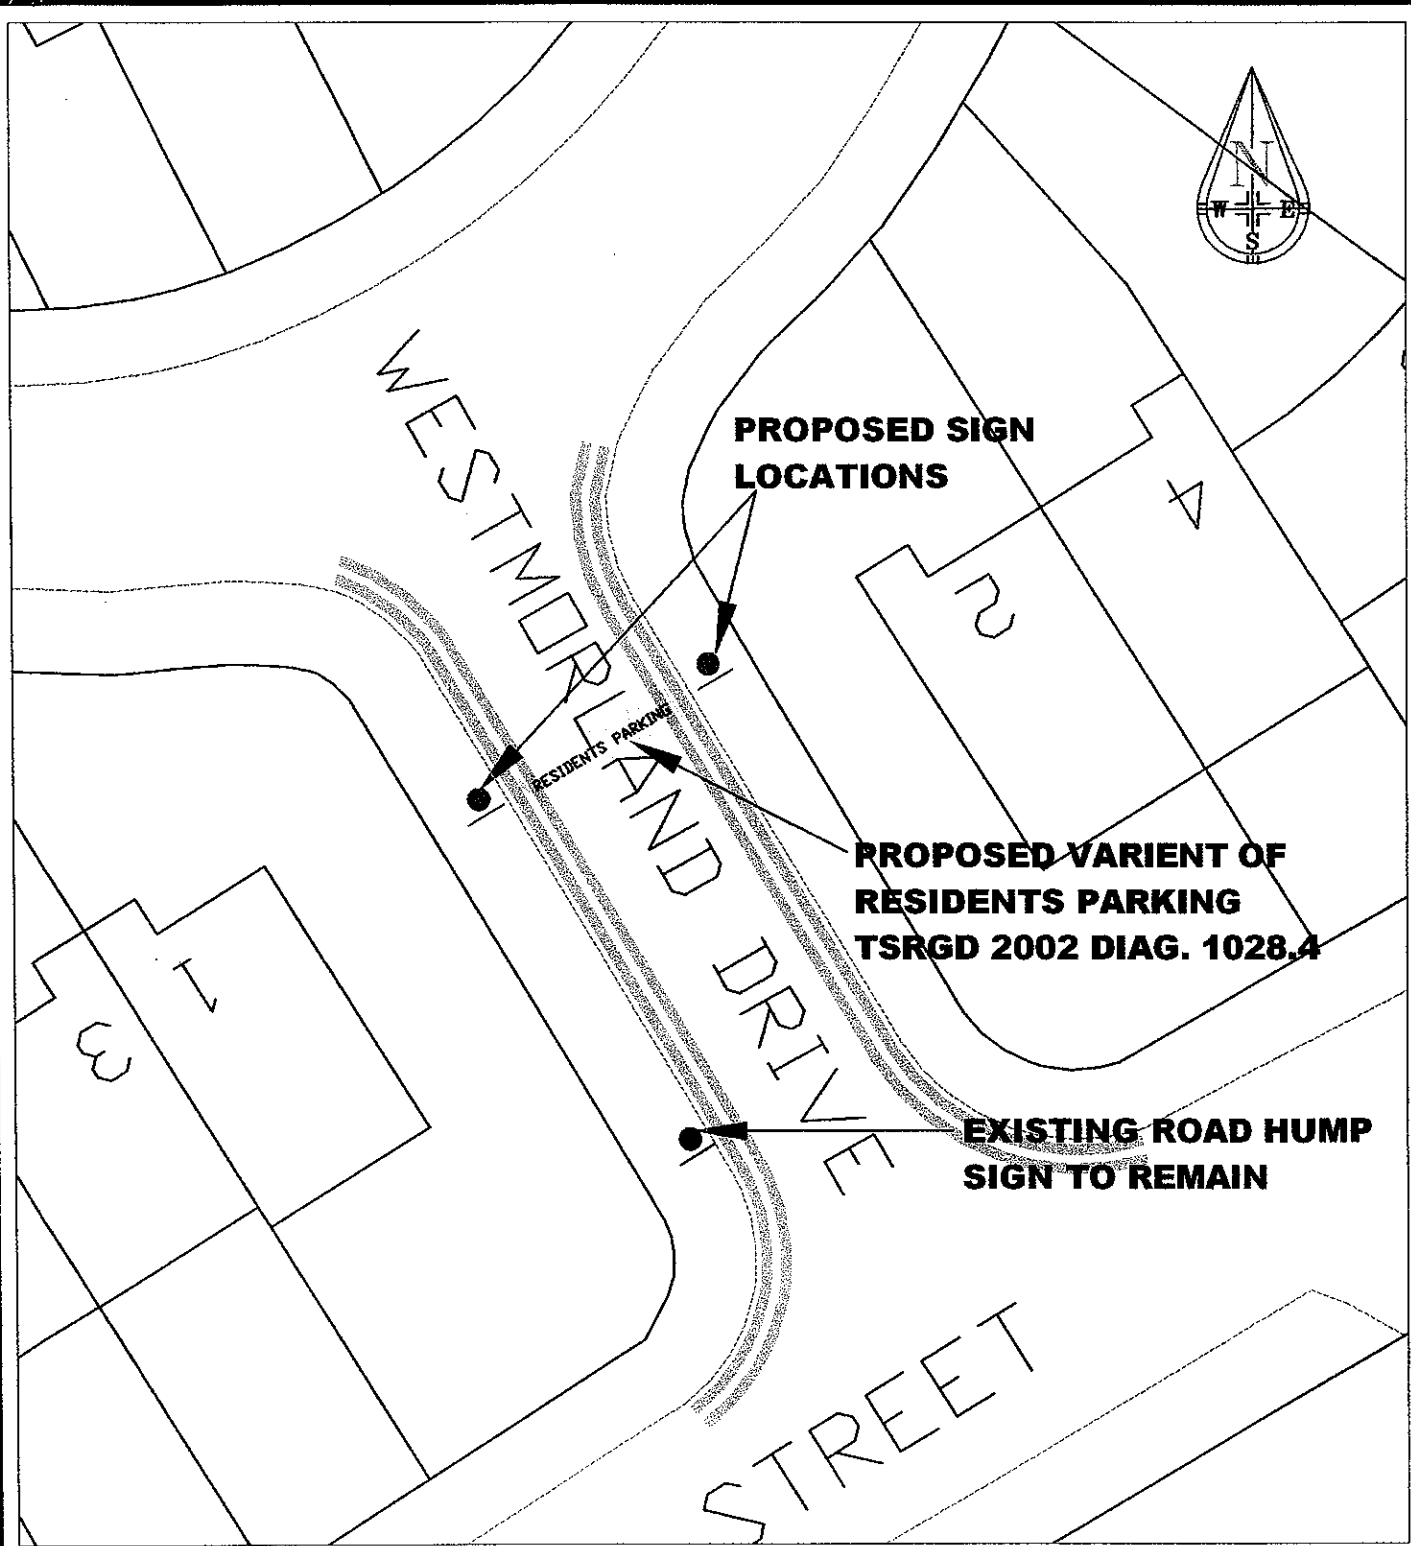 N
W E
S
WESTMORELAND DRIVE
PROPOSED SIGN
LOCATIONS
4
2
RESIDENTS PARKING
PROPOSED VARIENT OF
RESIDENTS PARKING
TSRGD 2002 DIAG. 1028.4
1
3
EXISTING ROAD HUMP
SIGN TO REMAIN
STREET